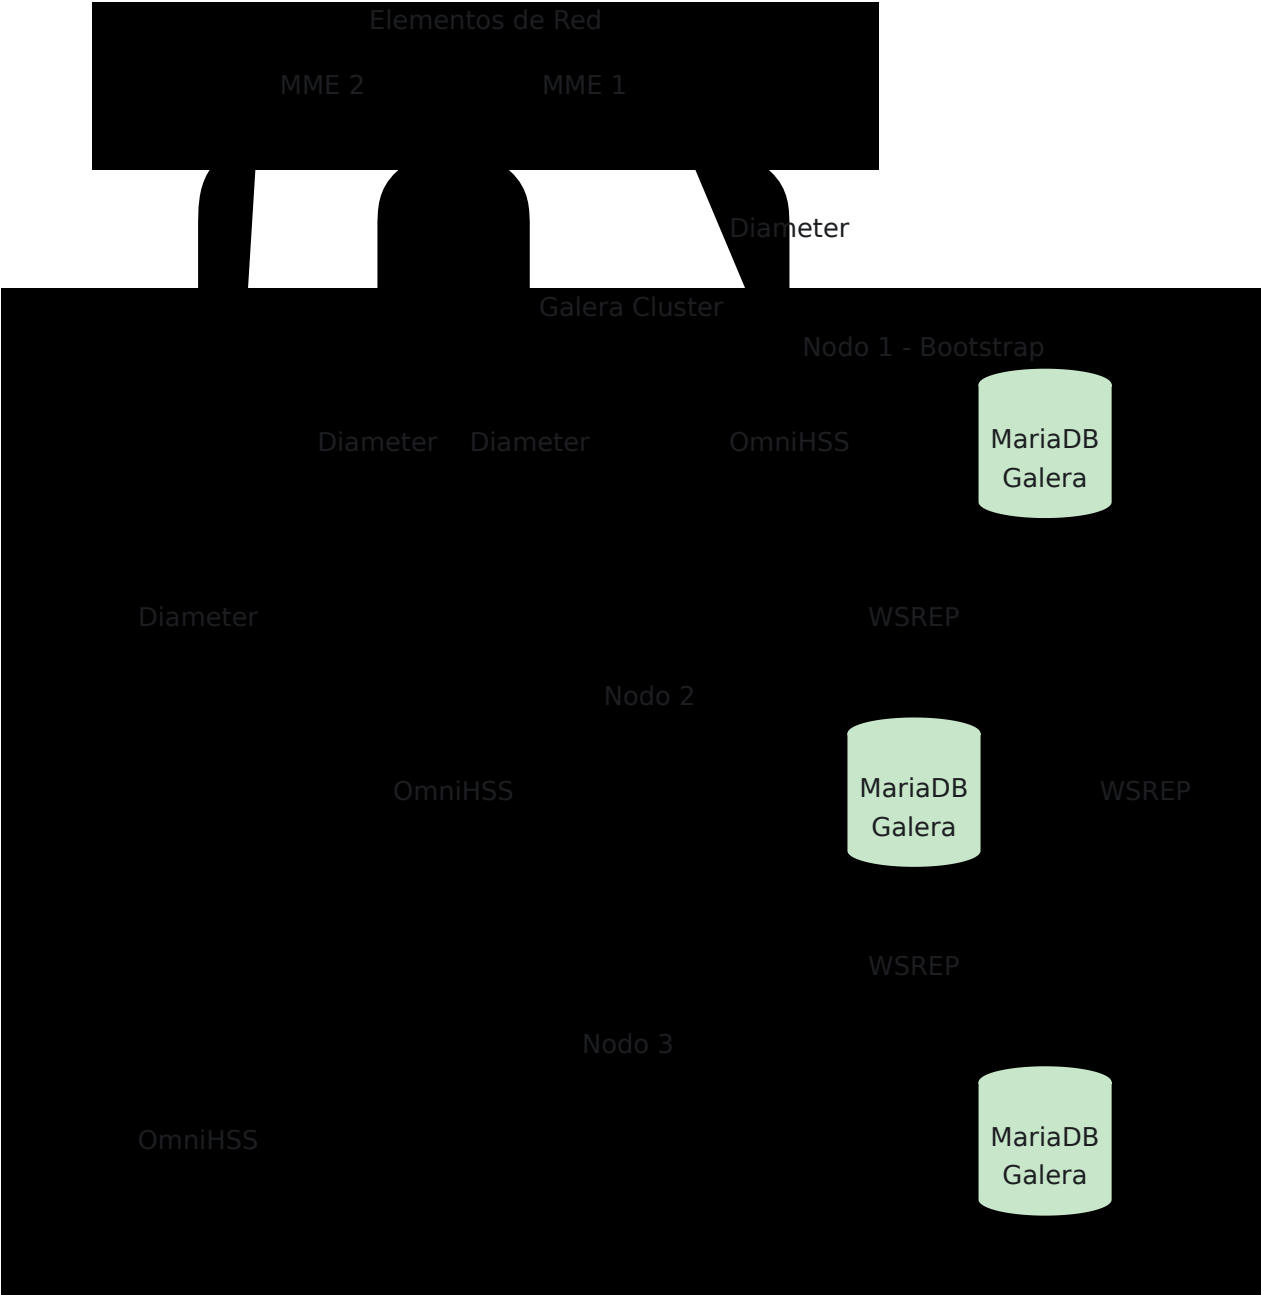 Elementos de Red
MME 2
MME 1
Diameter
Galera Cluster
Nodo 1 - Bootstrap
Diameter
Diameter
OmniHSS
MariaDB
Galera
Diameter
WSREP
Nodo 2
OmniHSS
MariaDB
Galera
WSREP
WSREP
Nodo 3
OmniHSS
MariaDB
Galera